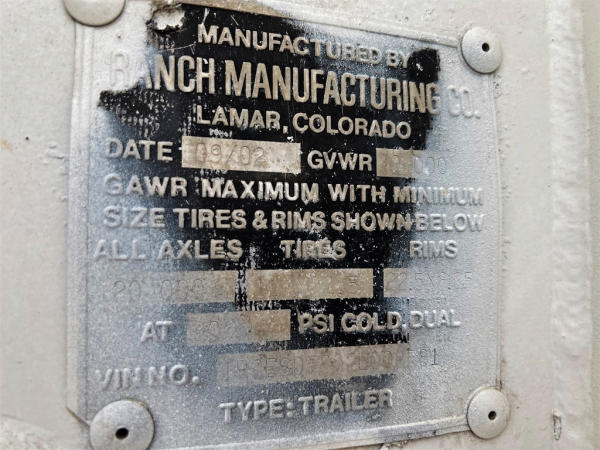 MANUFACTURED BY
RANCH MANUFACTURING CO.
LAMAR, COLORADO
DATE 09/02 GVWR
GAWR MAXIMUM WITH MINIMUM
SIZE TIRES & RIMS SHOWN BELOW
ALL AXLES TIRES RIMS
AT PSI COLD, DUAL
VIN NO.
TYPE: TRAILER